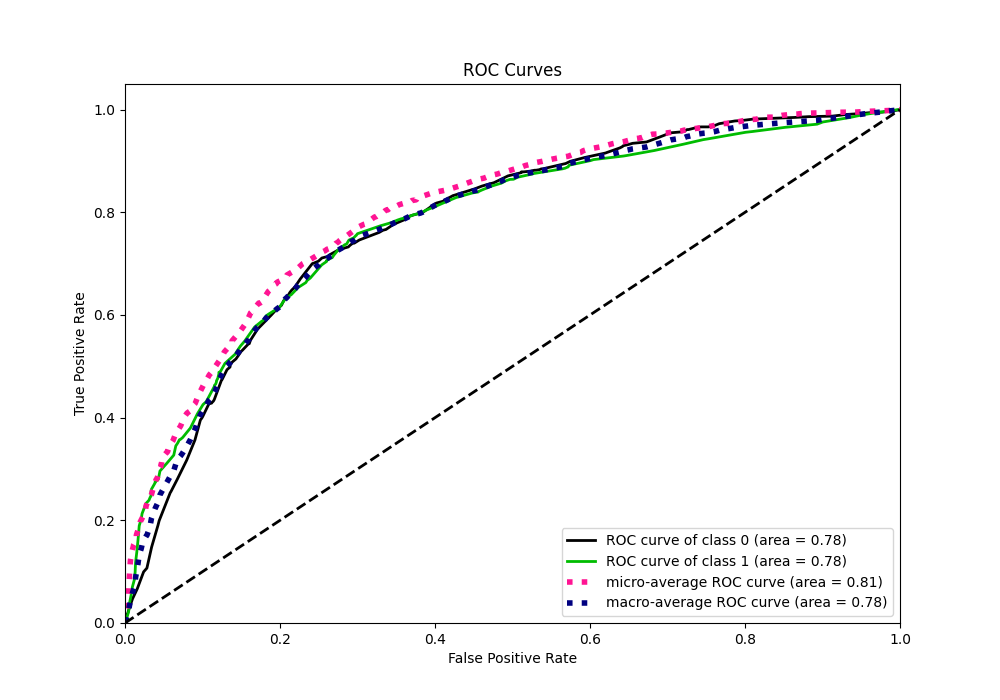 ROC Curves
1.0
0.8
0.6
0.4
0.2
0.0
True Positive Rate
0.0 0.2 0.4 0.6 0.8 1.0
False Positive Rate
ROC curve of class 0 (area = 0.78)
ROC curve of class 1 (area = 0.78)
micro-average ROC curve (area = 0.81)
macro-average ROC curve (area = 0.78)